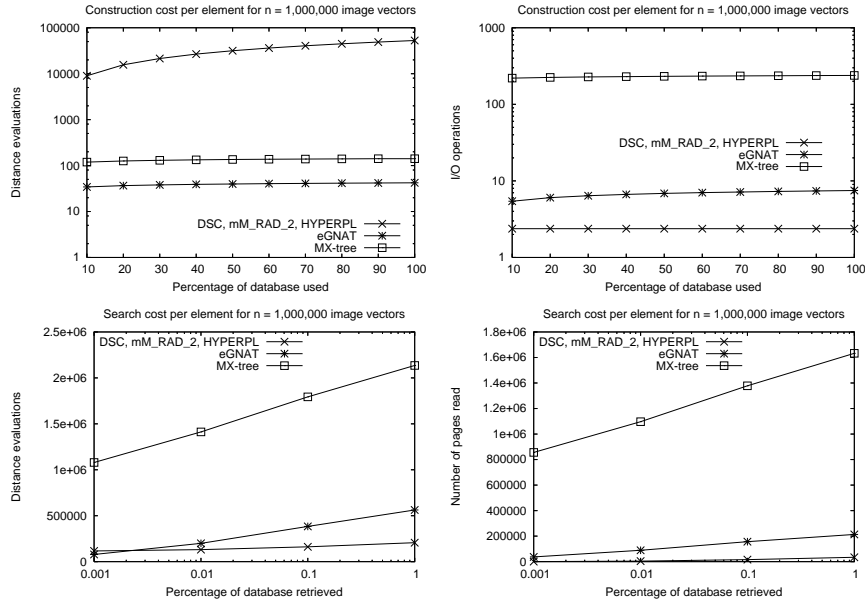 Construction cost per element for n = 1,000,000 image vectors
100000
10000
1000
100
10
1
Distance evaluations
DSC, mM_RAD_2, HYPERPL
eGNAT
MX-tree
10 20 30 40 50 60 70 80 90 100
Percentage of database used
Construction cost per element for n = 1,000,000 image vectors
1000
100
10
1
I/O operations
DSC, mM_RAD_2, HYPERPL
eGNAT
MX-tree
10 20 30 40 50 60 70 80 90 100
Percentage of database used
Search cost per element for n = 1,000,000 image vectors
2.5e+06
2e+06
1.5e+06
1e+06
500000
0
Distance evaluations
DSC, mM_RAD_2, HYPERPL
eGNAT
MX-tree
0.001 0.01 0.1 1
Percentage of database retrieved
Search cost per element for n = 1,000,000 image vectors
1.8e+06
1.6e+06
1.4e+06
1.2e+06
1e+06
800000
600000
400000
200000
0
Number of pages read
DSC, mM_RAD_2, HYPERPL
eGNAT
MX-tree
0.001 0.01 0.1 1
Percentage of database retrieved